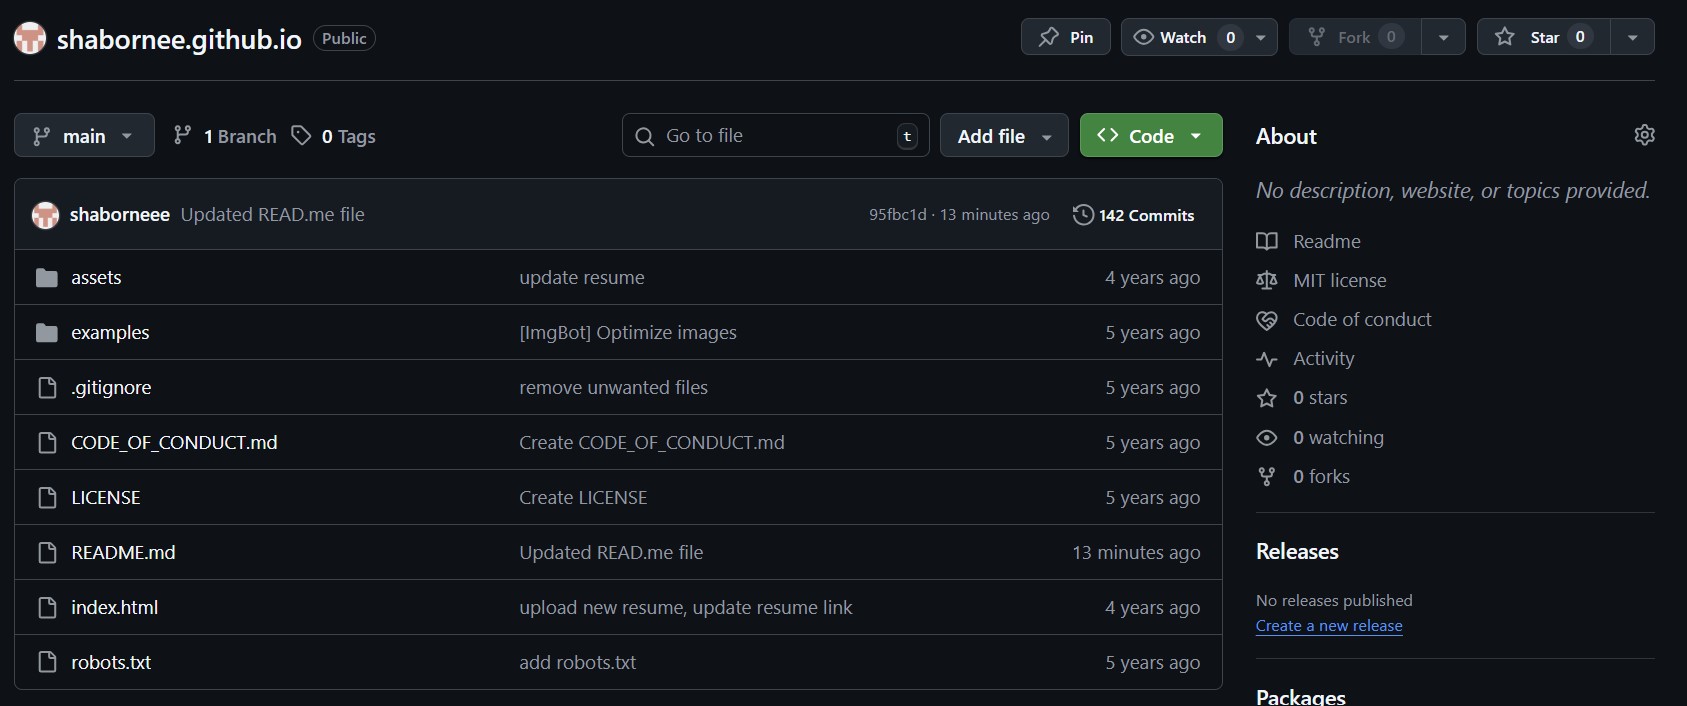 shabornee.github.io Public Pin Watch 0 Fork 0 Star 0
main 1 Branch 0 Tags Go to file t Add file Code
shaborneee Updated READ.me file 95fbc1d · 13 minutes ago 142 Commits
assets update resume 4 years ago
examples [ImgBot] Optimize images 5 years ago
.gitignore remove unwanted files 5 years ago
CODE_OF_CONDUCT.md Create CODE_OF_CONDUCT.md 5 years ago
LICENSE Create LICENSE 5 years ago
README.md Updated READ.me file 13 minutes ago
index.html upload new resume, update resume link 4 years ago
robots.txt add robots.txt 5 years ago
About
No description, website, or topics provided.
Readme
MIT license
Code of conduct
Activity
0 stars
0 watching
0 forks
Releases
No releases published
Create a new release
Packages